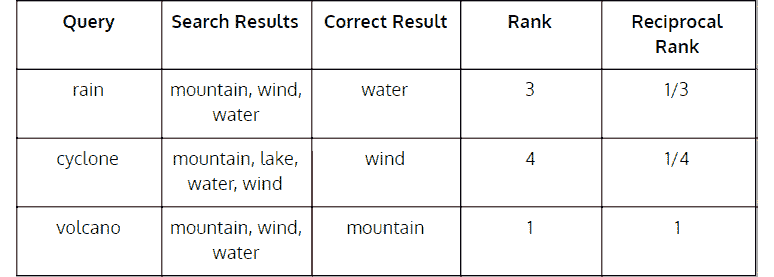 Query Search Results Correct Result Rank Reciprocal
Rank
rain mountain, wind, water 3 1/3
water
cyclone mountain, lake, wind 4 1/4
water, wind
volcano mountain, wind, mountain 1 1
water